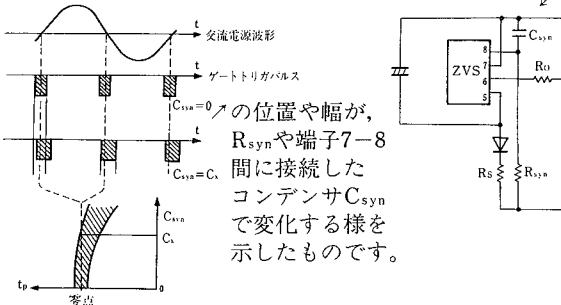 t
交流電源波形
t
ゲートトリガパルス
Csyn=0
t
Csyn=Cx
Csyn
Cx
tp
0
零点
の位置や幅が,
Rsynや端子7−8
間に接続した
コンデンサCsyn
で変化する様を
示したものです。
Csyn
ZVS
8
7
6
5
RO
RS
Rsyn